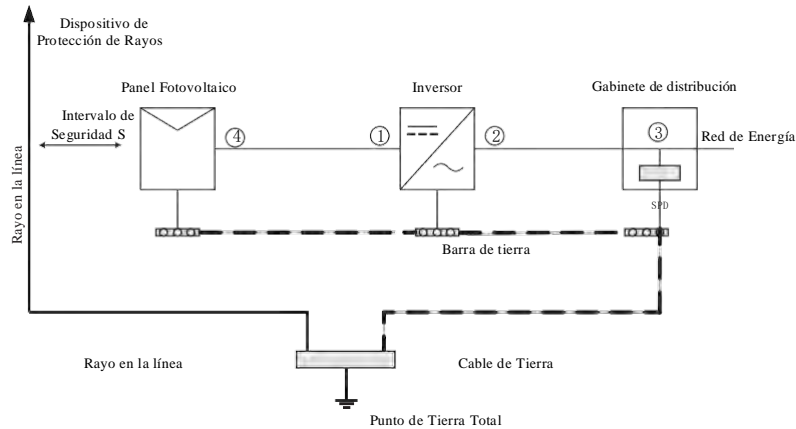 Dispositivo de
Protección de Rayos
Panel Fotovoltaico
Inversor
Gabinete de distribución
Intervalo de
Seguridad S
④
①
②
③
Red de Energía
SPD
Rayo en la línea
Barra de tierra
Rayo en la línea
Cable de Tierra
Punto de Tierra Total